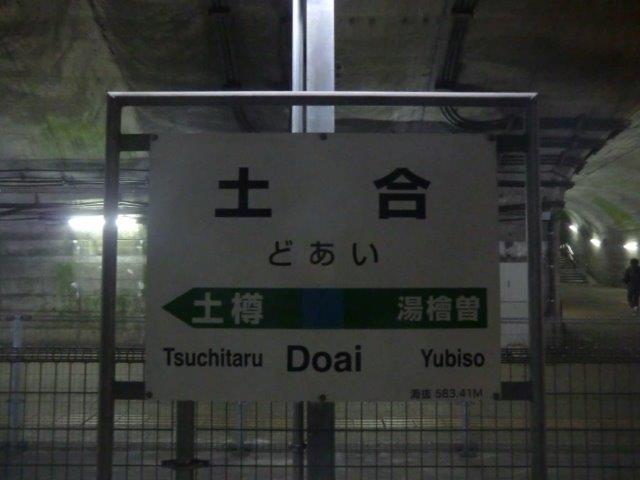 土 合
どあい
土樽 湯檜曽
Tsuchitaru Doai Yubiso
海抜 583.41M